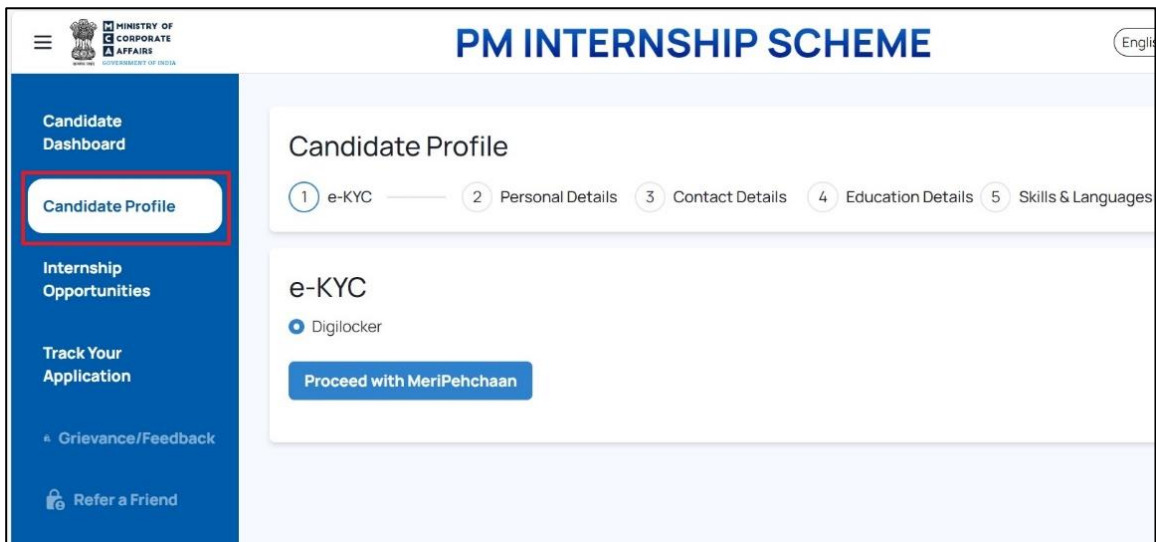 MINISTRY OF
CORPORATE
AFFAIRS
GOVERNMENT OF INDIA
PM INTERNSHIP SCHEME
Candidate
Dashboard
Candidate Profile
Internship
Opportunities
Track Your
Application
Grievance/Feedback
Refer a Friend
Candidate Profile
1 e-KYC 2 Personal Details 3 Contact Details 4 Education Details 5 Skills & Languages
e-KYC
Digilocker
Proceed with MeriPehchaan